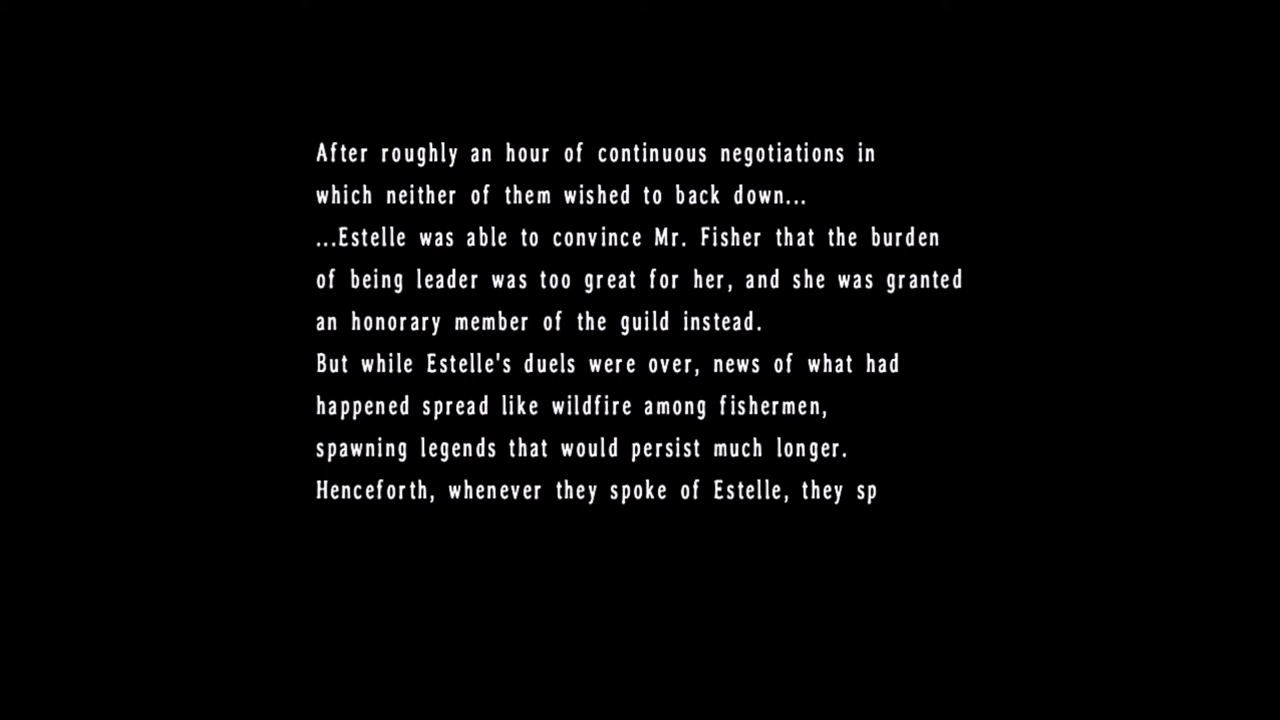 After roughly an hour of continuous negotiations in
which neither of them wished to back down...
...Estelle was able to convince Mr. Fisher that the burden
of being leader was too great for her, and she was granted
an honorary member of the guild instead.
But while Estelle's duels were over, news of what had
happened spread like wildfire among fishermen,
spawning legends that would persist much longer.
Henceforth, whenever they spoke of Estelle, they sp